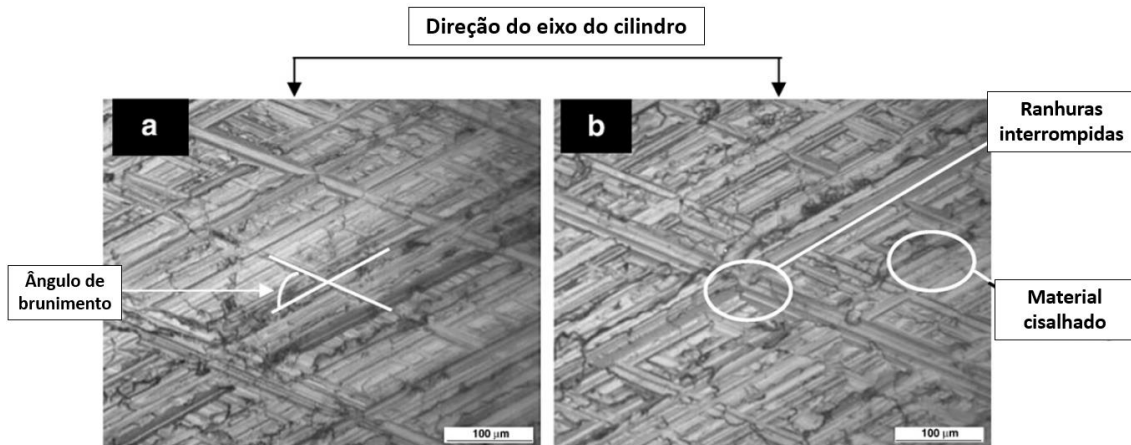 Direção do eixo do cilindro
a
b
Ranhuras
interrompidas
Ângulo de
brunimento
Material
cisalhado
100 μm
100 μm